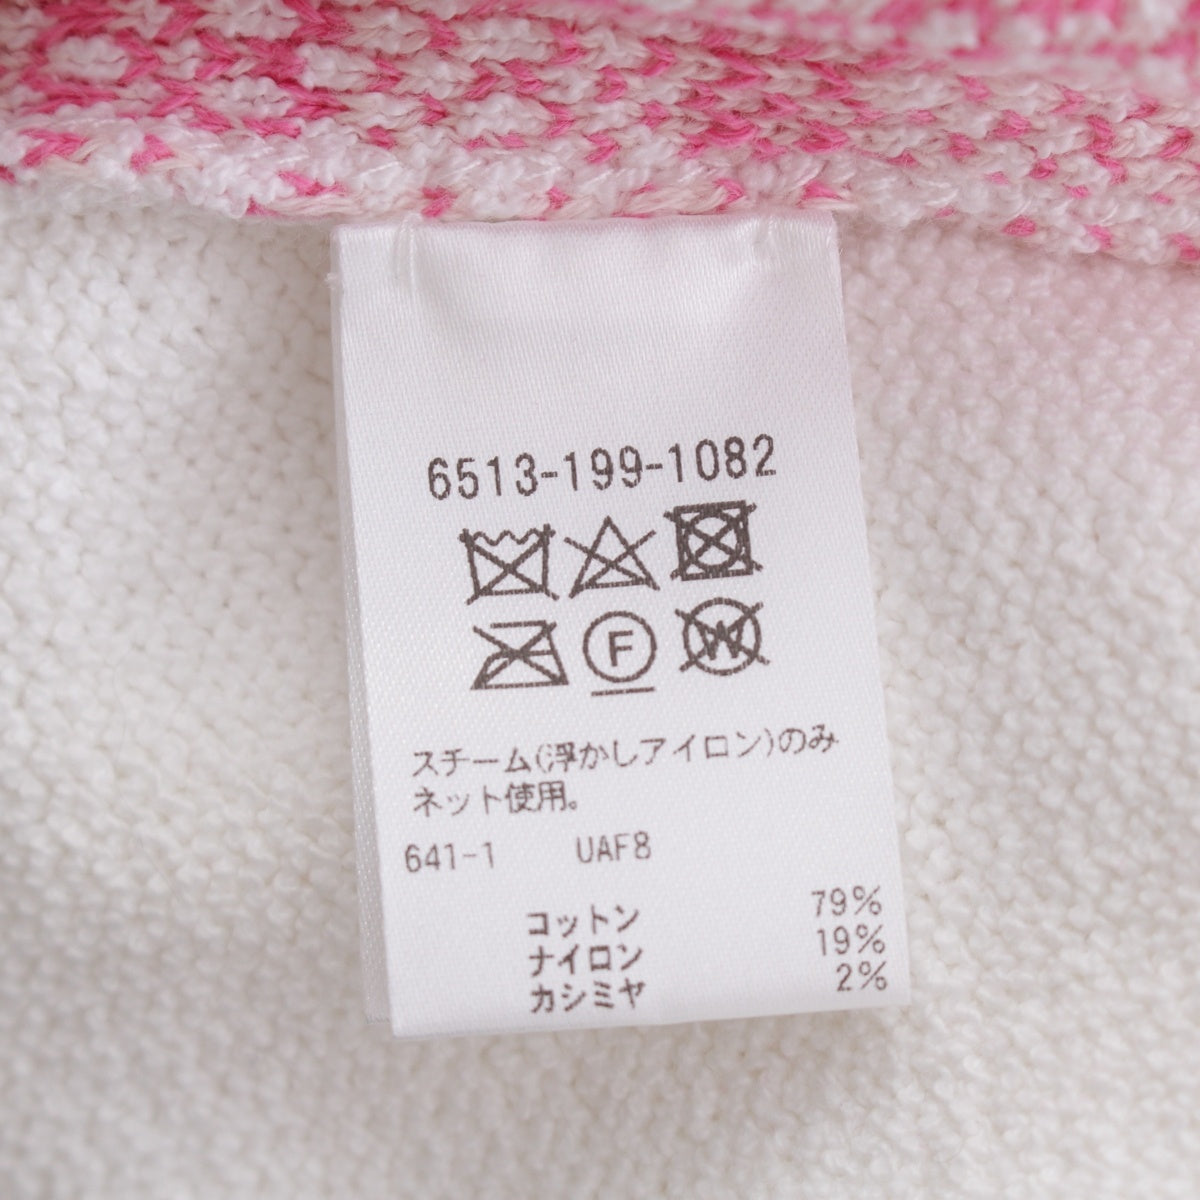 6513-199-1082
F
W
スチーム(浮かしアイロン)のみ
ネット使用。
641-1 UAF8
コットン 79%
ナイロン 19%
カシミヤ 2%